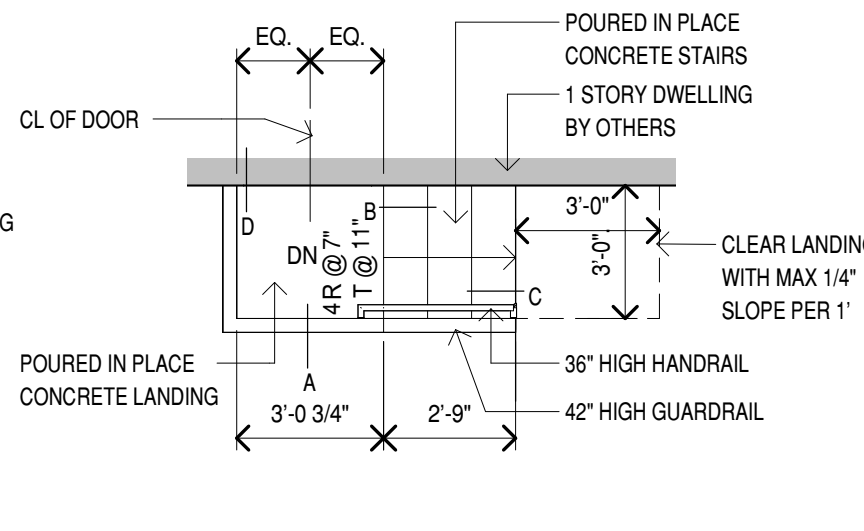 EQ.
EQ.
POURED IN PLACE
CONCRETE STAIRS
1 STORY DWELLING
BY OTHERS
CL OF DOOR
G
D
B
DN
4R @ 7"
T @ 11"
3'-0"
3'-0"
C
CLEAR LANDING
WITH MAX 1/4"
SLOPE PER 1'
POURED IN PLACE
CONCRETE LANDING
A
36" HIGH HANDRAIL
42" HIGH GUARDRAIL
3'-0 3/4"
2'-9"